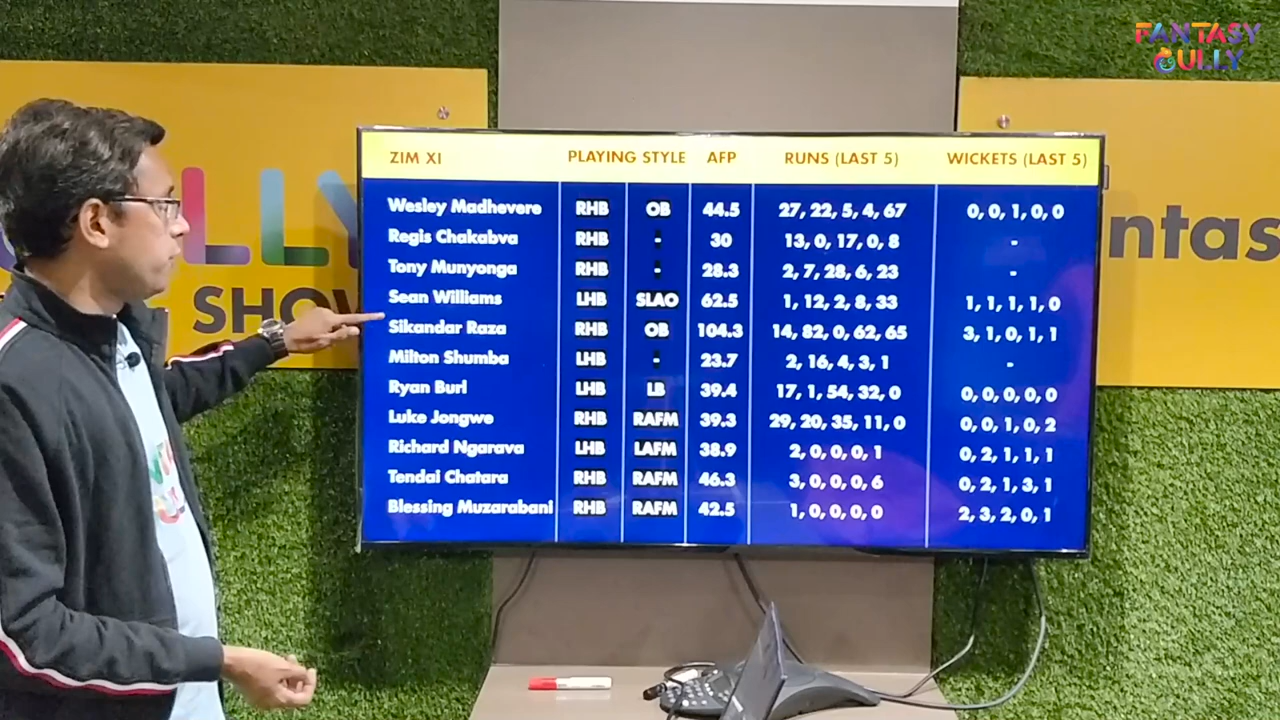 FANTASY
GULLY
ULLY
SHOW
ntas
ZIM XI PLAYING STYLE AFP RUNS (LAST 5) WICKETS (LAST 5)
Wesley Madhevere RHB OB 44.5 27, 22, 5, 4, 67 0, 0, 1, 0, 0
Regis Chakabva RHB - 30 13, 0, 17, 0, 8 -
Tony Munyonga RHB - 28.3 2, 7, 28, 6, 23 -
Sean Williams LHB SLAO 62.5 1, 12, 2, 8, 33 1, 1, 1, 1, 0
Sikandar Raza RHB OB 104.3 14, 82, 0, 62, 65 3, 1, 0, 1, 1
Milton Shumba LHB - 23.7 2, 16, 4, 3, 1 -
Ryan Burl LHB LB 39.4 17, 1, 54, 32, 0 0, 0, 0, 0, 0
Luke Jongwe RHB RAFM 39.3 29, 20, 35, 11, 0 0, 0, 1, 0, 2
Richard Ngarava LHB LAFM 38.9 2, 0, 0, 0, 1 0, 2, 1, 1, 1
Tendai Chatara RHB RAFM 46.3 3, 0, 0, 0, 6 0, 2, 1, 3, 1
Blessing Muzarabani RHB RAFM 42.5 1, 0, 0, 0, 0 2, 3, 2, 0, 1